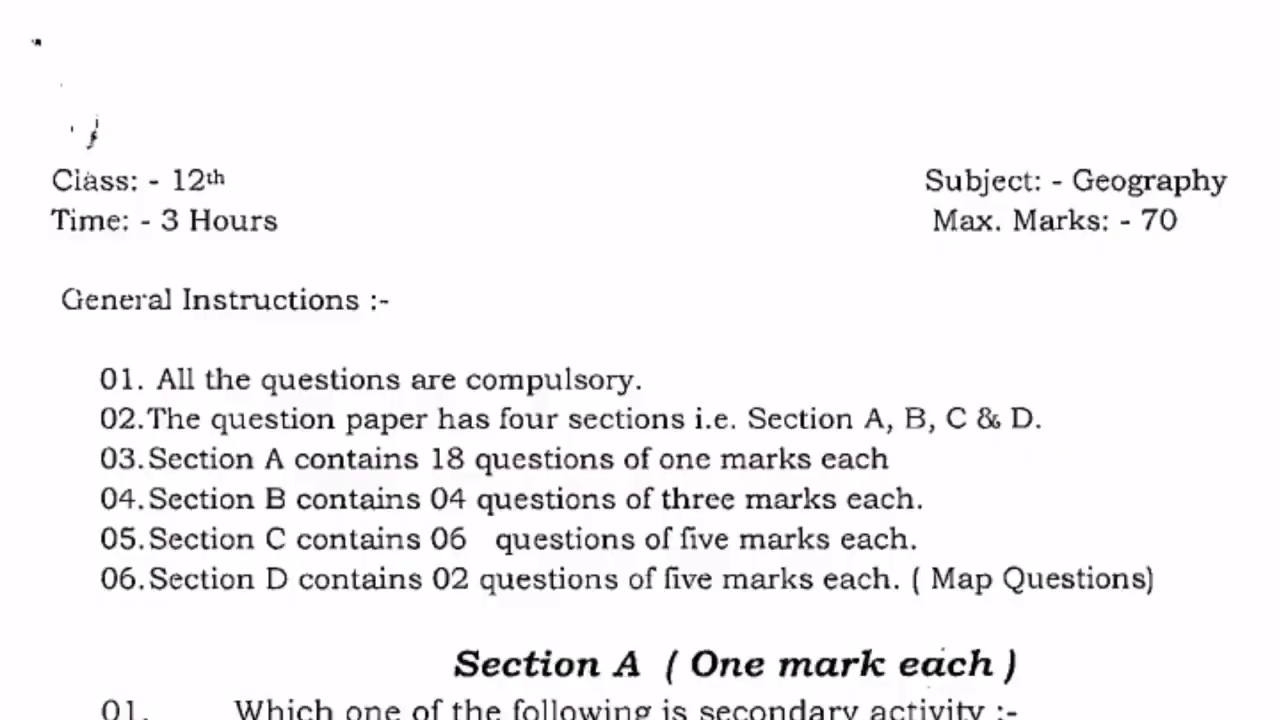 Class: - 12th Subject: - Geography
Time: - 3 Hours Max. Marks: - 70
General Instructions :-
01. All the questions are compulsory.
02.The question paper has four sections i.e. Section A, B, C & D.
03.Section A contains 18 questions of one marks each
04.Section B contains 04 questions of three marks each.
05.Section C contains 06 questions of five marks each.
06.Section D contains 02 questions of five marks each. ( Map Questions)
Section A ( One mark each )
01. Which one of the following is secondary activity :-